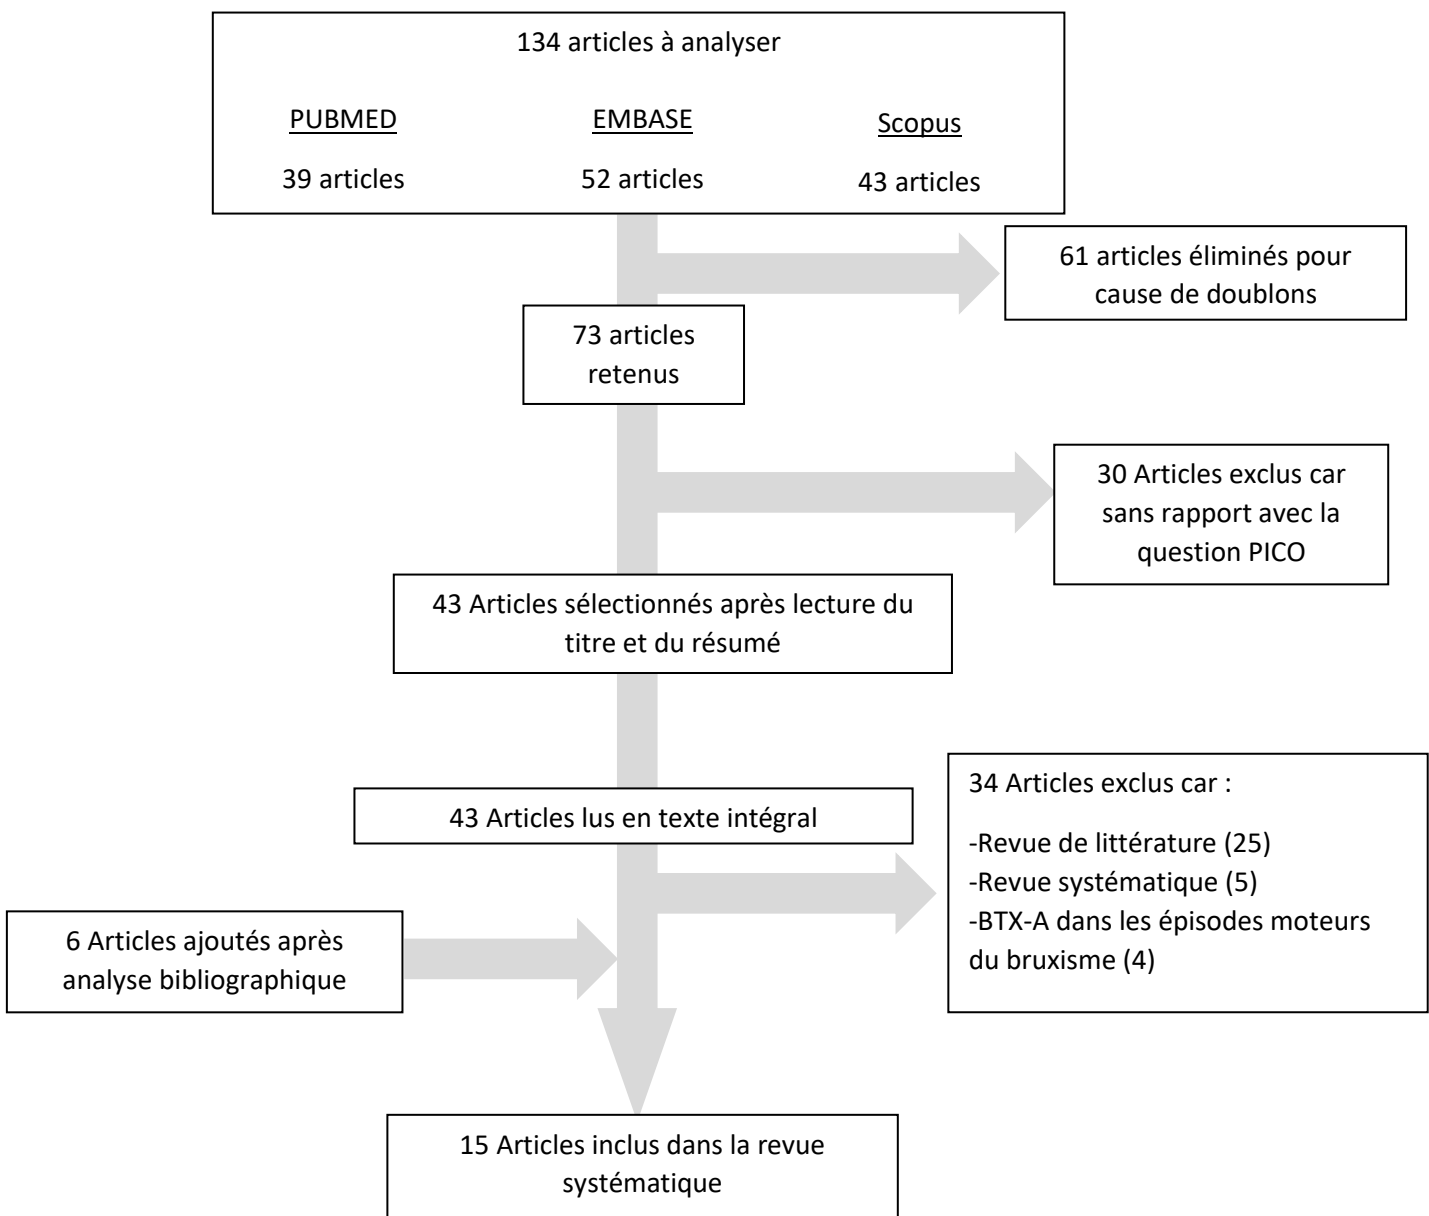 134 articles à analyser
PUBMED
EMBASE
Scopus
39 articles
52 articles
43 articles
61 articles éliminés pour
cause de doublons
73 articles
retenus
30 Articles exclus car
sans rapport avec la
question PICO
43 Articles sélectionnés après lecture du
titre et du résumé
43 Articles lus en texte intégral
34 Articles exclus car :
-Revue de littérature (25)
-Revue systématique (5)
-BTX-A dans les épisodes moteurs
du bruxisme (4)
6 Articles ajoutés après
analyse bibliographique
15 Articles inclus dans la revue
systématique